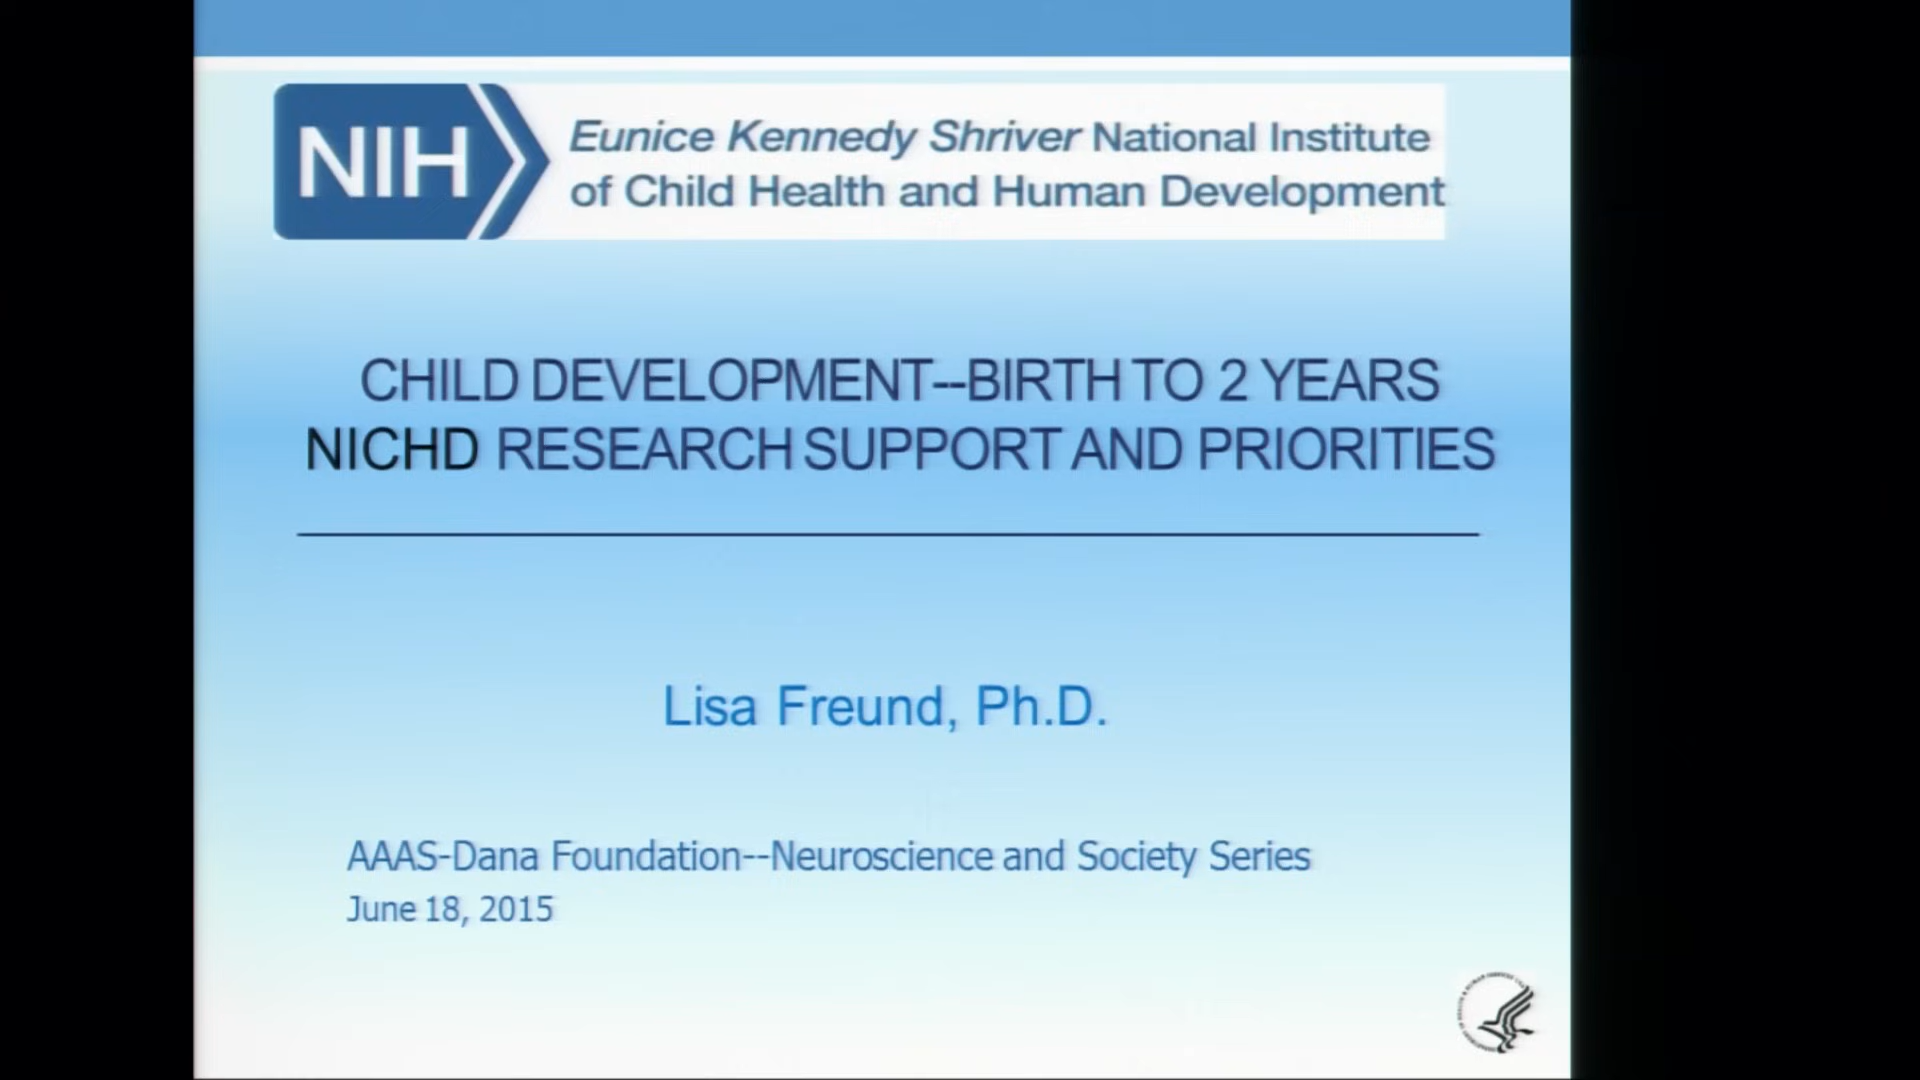 NIH
Eunice Kennedy Shriver National Institute
of Child Health and Human Development
CHILD DEVELOPMENT--BIRTH TO 2 YEARS
NICHD RESEARCH SUPPORT AND PRIORITIES
Lisa Freund, Ph.D.
AAAS-Dana Foundation--Neuroscience and Society Series
June 18, 2015